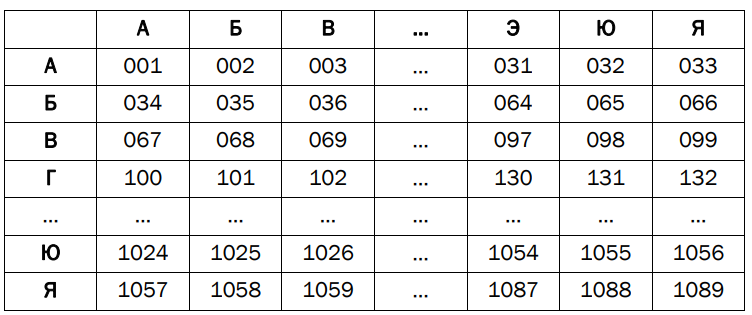 А Б В ... Э Ю Я
А 001 002 003 ... 031 032 033
Б 034 035 036 ... 064 065 066
В 067 068 069 ... 097 098 099
Г 100 101 102 ... 130 131 132
... ... ... ... ... ... ... ...
Ю 1024 1025 1026 ... 1054 1055 1056
Я 1057 1058 1059 ... 1087 1088 1089